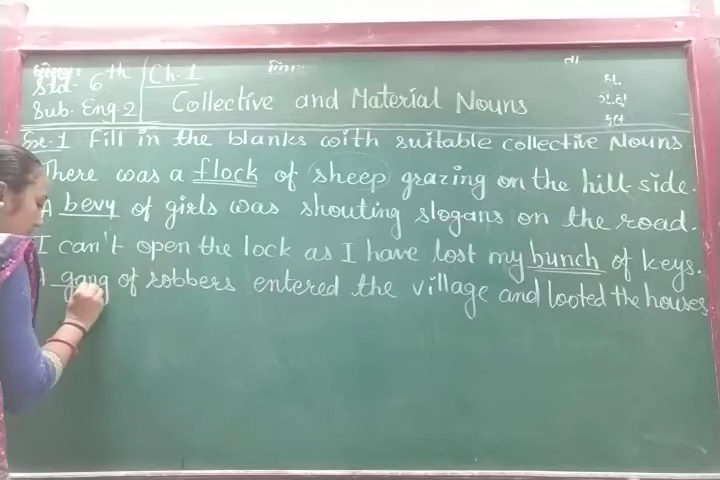 Std- 6th Ch-1
Sub. Eng-2 Collective and Material Nouns
Ex-1 Fill in the blanks with suitable collective Nouns
There was a flock of sheep grazing on the hill-side.
A bevy of girls was shouting slogans on the road.
I can't open the lock as I have lost my bunch of keys.
A gang of robbers entered the village and looted the houses.